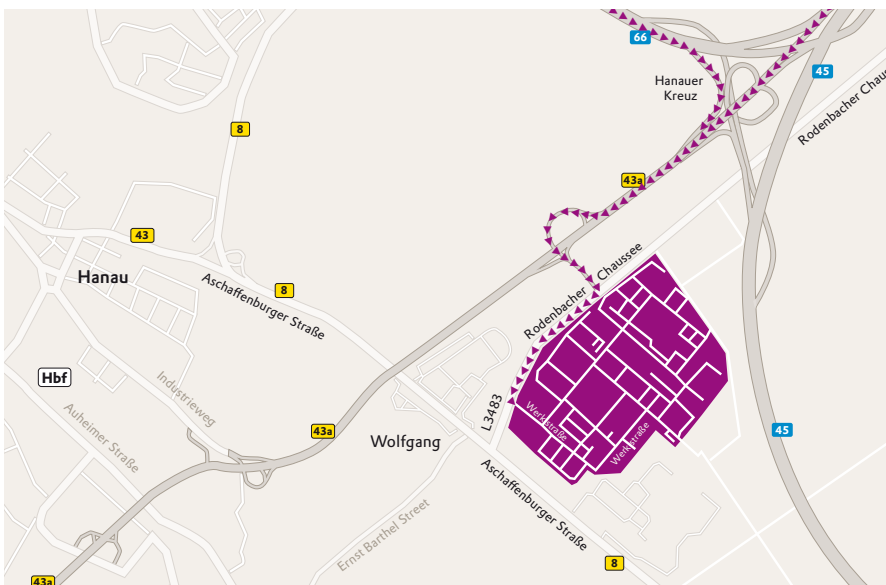 66
45
Hanauer
Kreuz
Rodenbacher Chaus
8
43a
43
Hanau
Aschaffenburger Straße
8
Rodenbacher Chaussee
Hbf
Industrieweg
Auheimer Straße
43a
Wolfgang
L3483
Werkstraße
Werkstraße
45
Aschaffenburger Straße
Ernst Barthel Street
8
43a